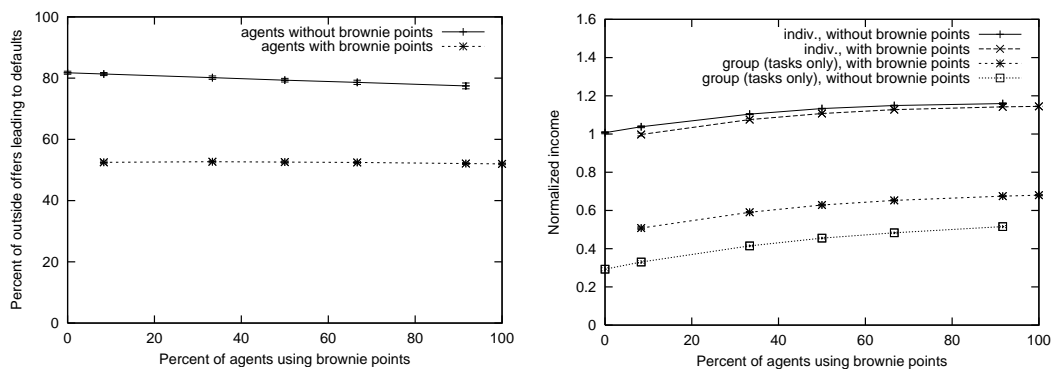 100
80
60
40
20
0
0 20 40 60 80 100
Percent of outside offers leading to defaults
Percent of agents using brownie points
agents without brownie points
agents with brownie points
1.6
1.4
1.2
1
0.8
0.6
0.4
0.2
0
0 20 40 60 80 100
Normalized income
Percent of agents using brownie points
indiv., without brownie points
indiv., with brownie points
group (tasks only), with brownie points
group (tasks only), without brownie points